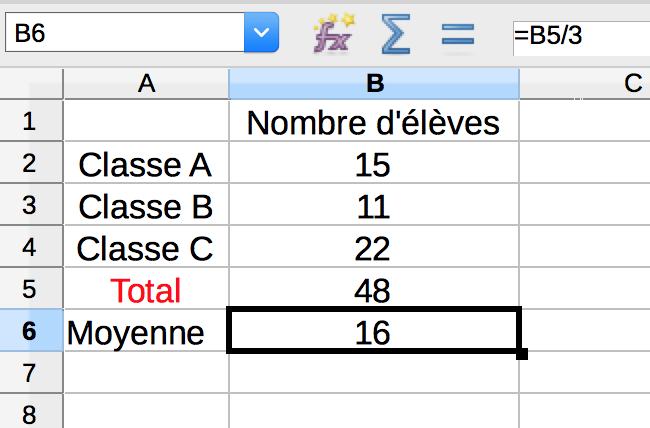 B6 fx Σ = =B5/3
A B C
1 Nombre d'élèves
2 Classe A 15
3 Classe B 11
4 Classe C 22
5 Total 48
6 Moyenne 16
7
8